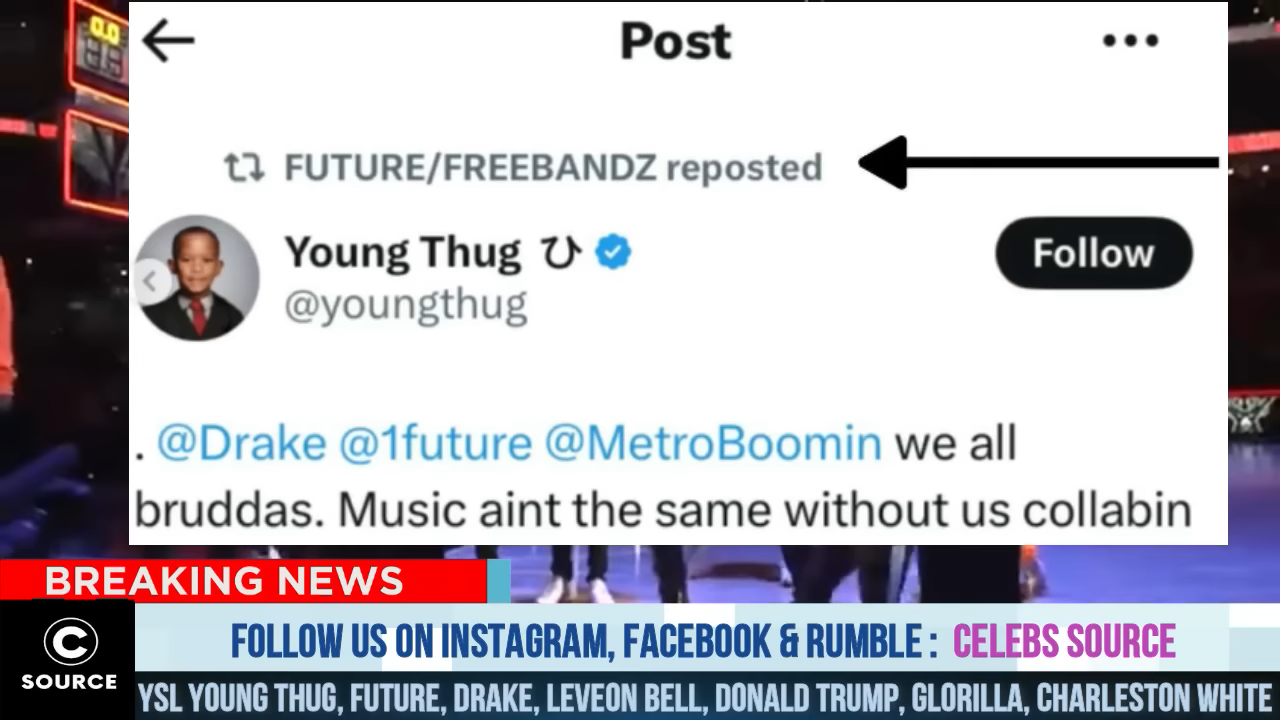 0.0
Post
FUTURE/FREEBANDZ reposted
Young Thug ひ
@youngthug
Follow
. @Drake @1future @MetroBoomin we all
bruddas. Music aint the same without us collabin
BREAKING NEWS
FOLLOW US ON INSTAGRAM, FACEBOOK & RUMBLE : CELEBS SOURCE
C
SOURCE
YSL YOUNG THUG, FUTURE, DRAKE, LEVEON BELL, DONALD TRUMP, GLORILLA, CHARLESTON WHITE